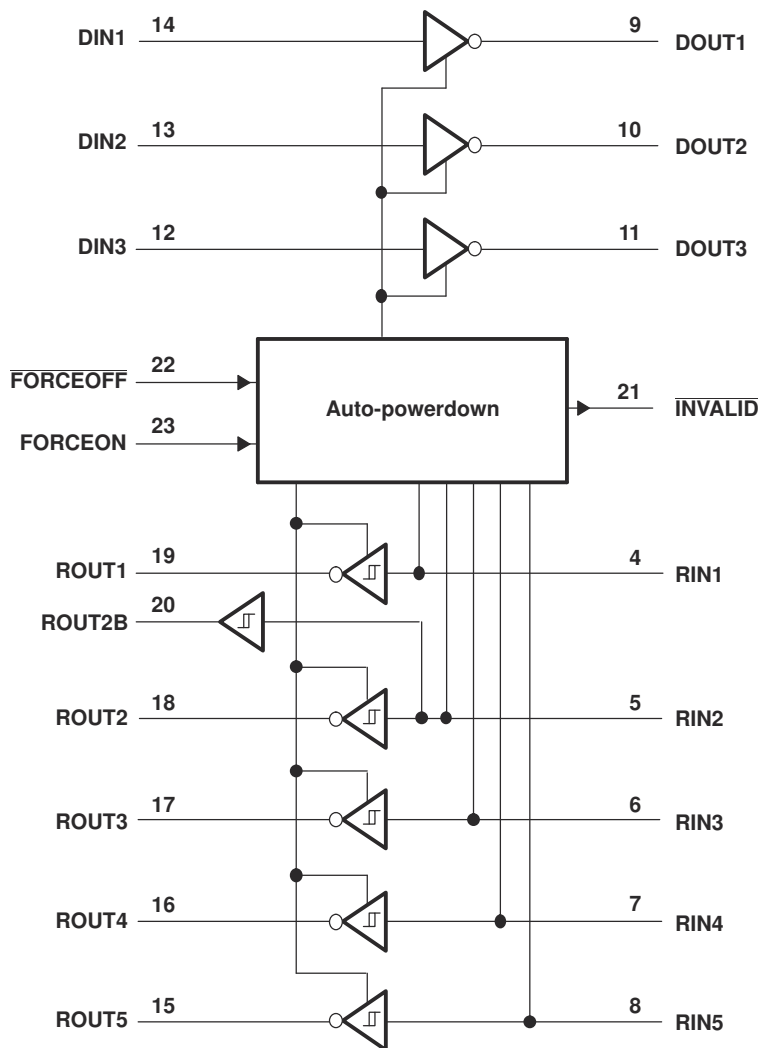 DIN1 14 9 DOUT1
DIN2 13 10 DOUT2
DIN3 12 11 DOUT3
FORCEOFF 22
Auto-powerdown
21 INVALID
FORCEON 23
ROUT1 19 4 RIN1
ROUT2B 20
ROUT2 18 5 RIN2
ROUT3 17 6 RIN3
ROUT4 16 7 RIN4
ROUT5 15 8 RIN5